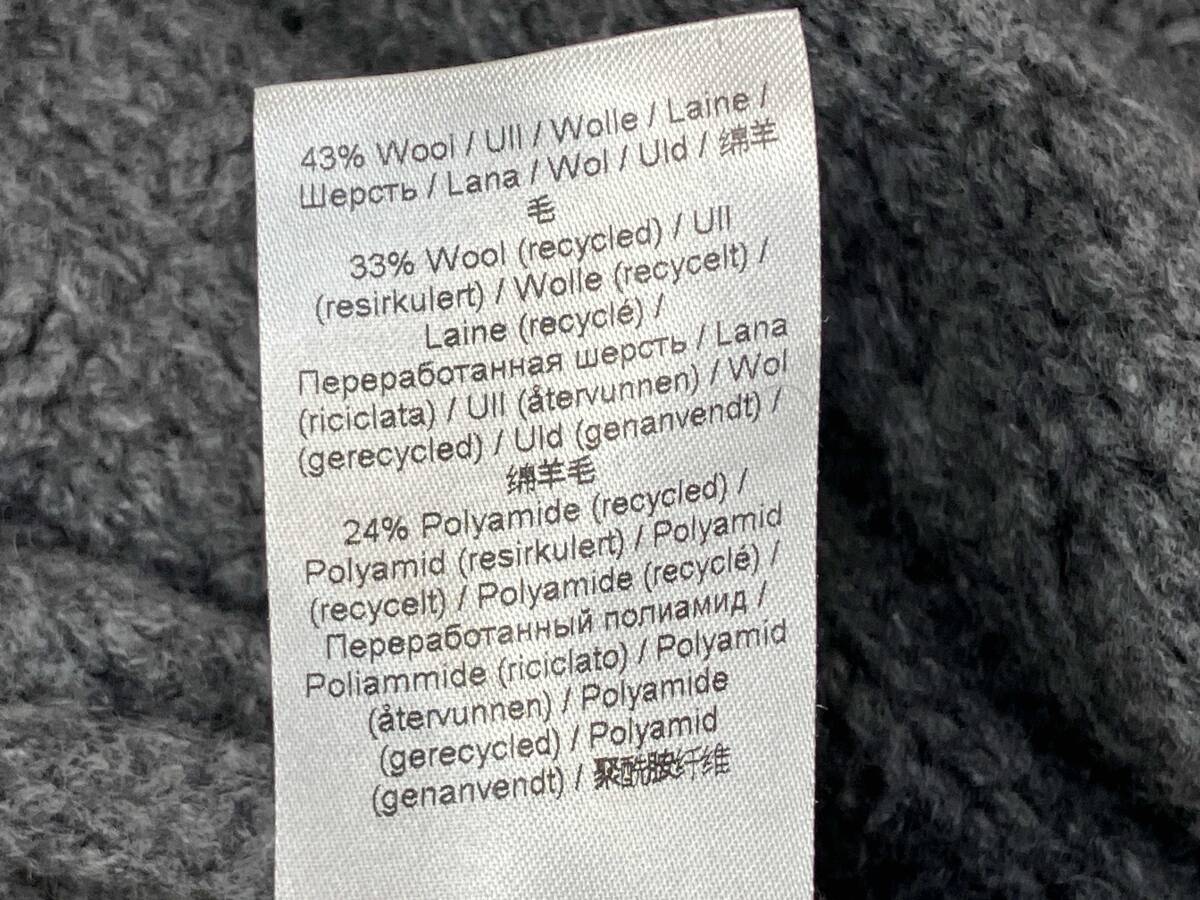 43% Wool / Ull / Wolle / Laine /
Шерсть / Lana / Wol / Uld / 绵羊
毛
33% Wool (recycled) / Ull
(resirkulert) / Wolle (recycelt) /
Laine (recyclé) /
Переработанная шерсть / Lana
(riciclata) / Ull (återvunnen) / Wol
(gerecycled) / Uld (genanvendt) /
绵羊毛
24% Polyamide (recycled) /
Polyamid (resirkulert) / Polyamid
(recycelt) / Polyamide (recyclé) /
Переработанный полиамид /
Poliammide (riciclato) / Polyamid
(återvunnen) / Polyamide
(gerecycled) / Polyamid
(genanvendt) / 聚酰胺纤维